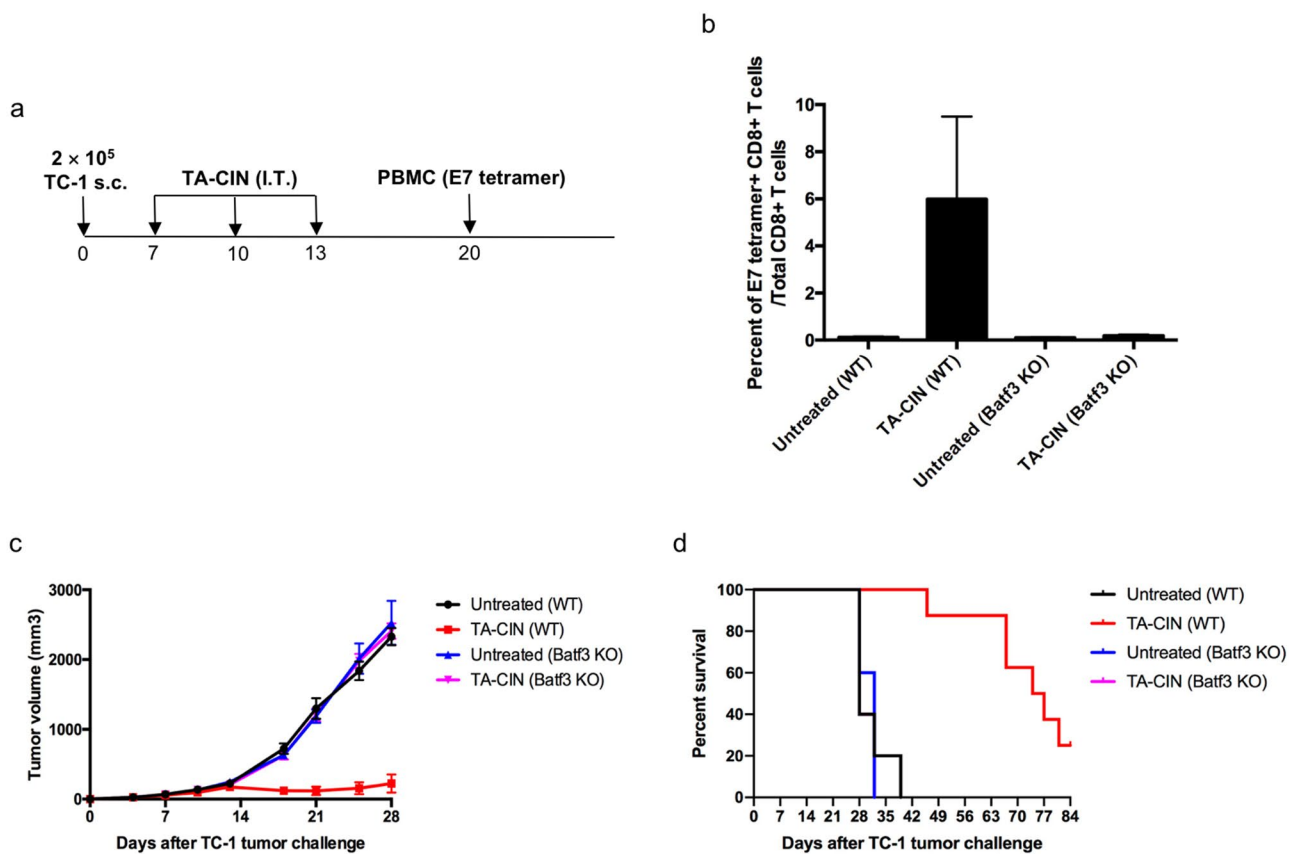 a
2 × 10⁵
TC-1 s.c.
TA-CIN (I.T.)
PBMC (E7 tetramer)
0
7
10
13
20
b
Percent of E7 tetramer+ CD8+ T cells
/Total CD8+ T cells
10
8
6
4
2
0
Untreated (WT)
TA-CIN (WT)
Untreated (Batf3 KO)
TA-CIN (Batf3 KO)
c
Tumor volume (mm3)
3000
2000
1000
0
0 7 14 21 28
Days after TC-1 tumor challenge
Untreated (WT)
TA-CIN (WT)
Untreated (Batf3 KO)
TA-CIN (Batf3 KO)
d
Percent survival
100
80
60
40
20
0
0 7 14 21 28 35 42 49 56 63 70 77 84
Days after TC-1 tumor challenge
Untreated (WT)
TA-CIN (WT)
Untreated (Batf3 KO)
TA-CIN (Batf3 KO)